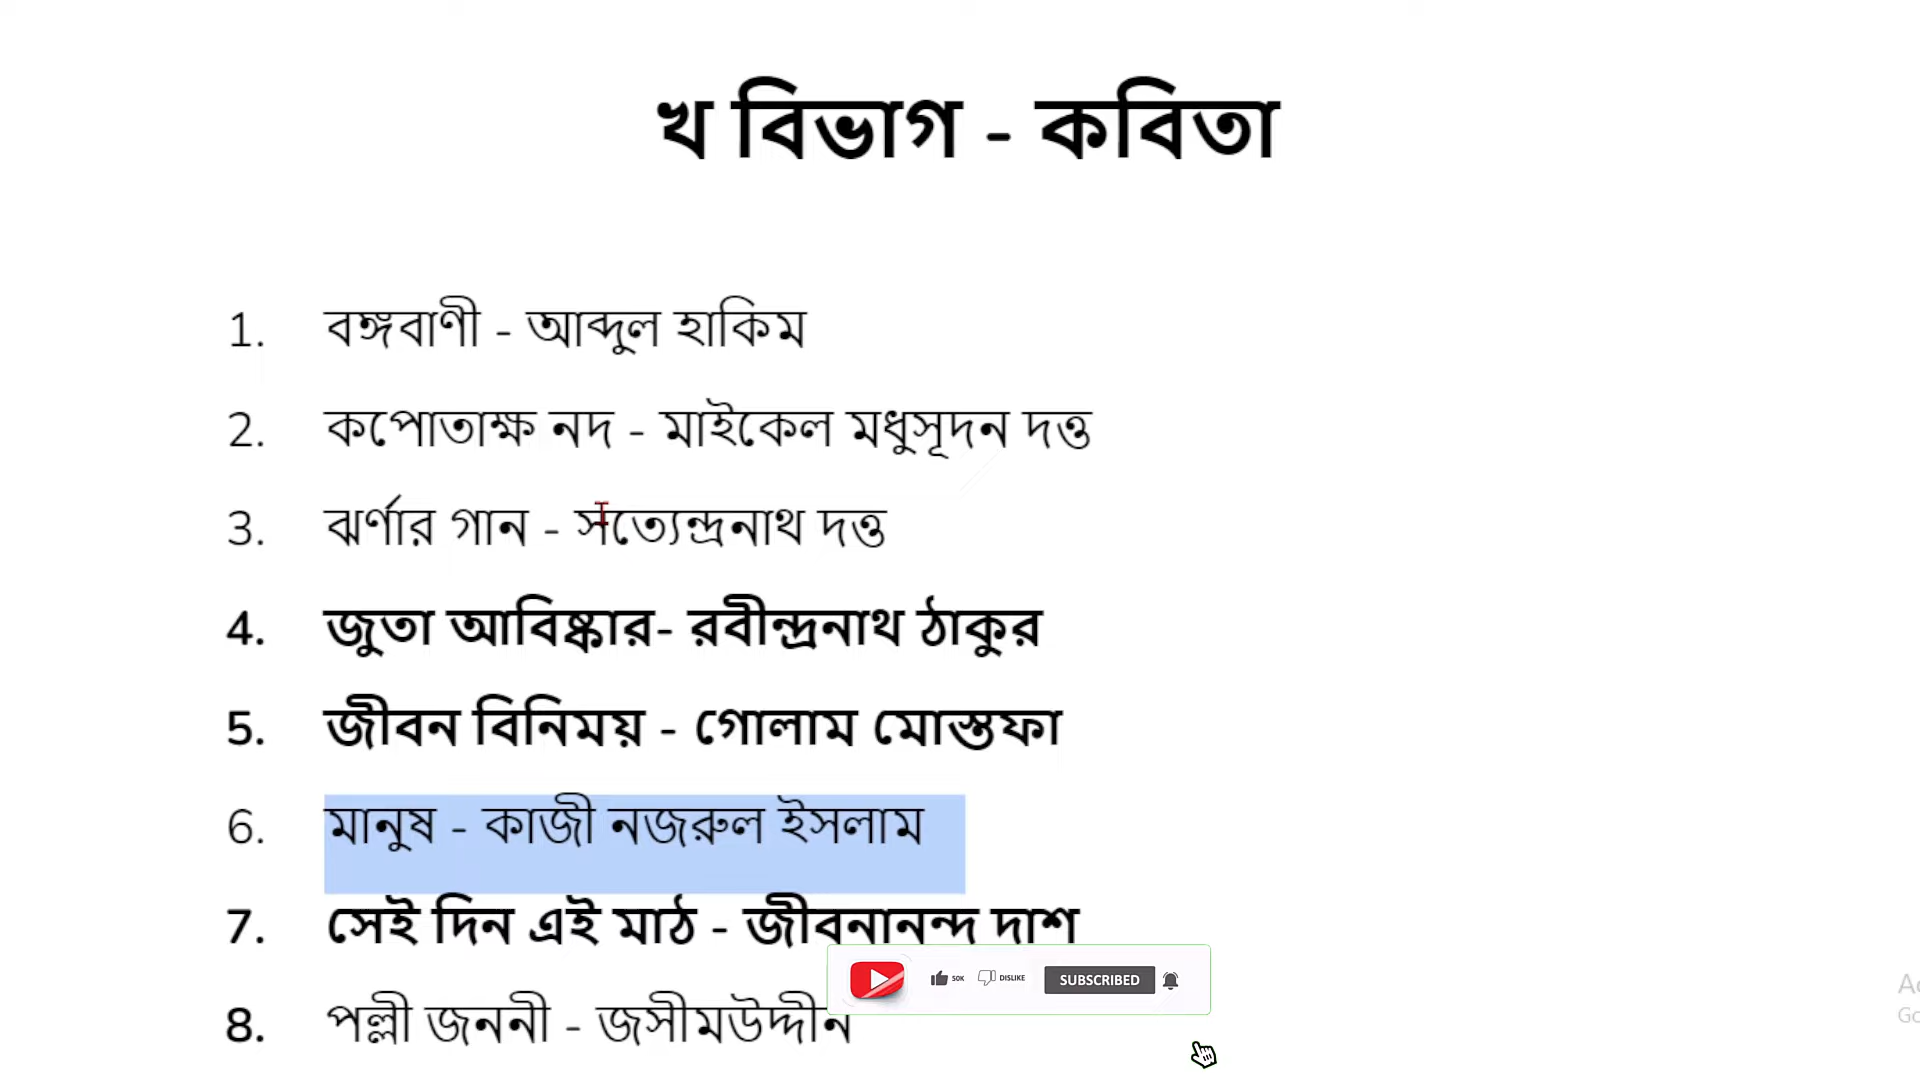 খ বিভাগ - কবিতা
1. বঙ্গবাণী - আব্দুল হাকিম
2. কপোতাক্ষ নদ - মাইকেল মধুসূদন দত্ত
3. ঝর্ণার গান - সত্যেন্দ্রনাথ দত্ত
4. জুতা আবিষ্কার- রবীন্দ্রনাথ ঠাকুর
5. জীবন বিনিময় - গোলাম মোস্তফা
6. মানুষ - কাজী নজরুল ইসলাম
7. সেই দিন এই মাঠ - জীবনানন্দ দাশ
50K DISLIKE SUBSCRIBED
8. পল্লী জননী - জসীমউদ্দীন